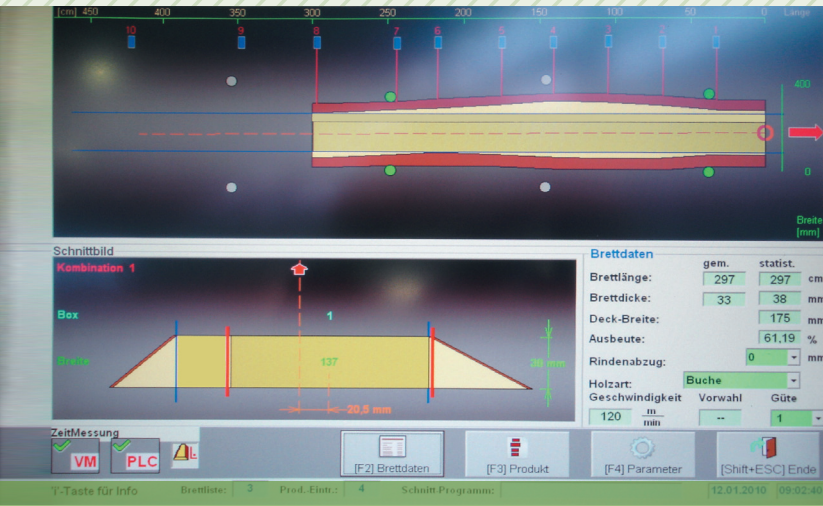 [cm] 450 400 350 300 250 200 150 100 50 0 Länge
10 9 8 7 6 5 4 3 2 1
400
0
Breite
[mm]
Schnittbild
Kombination 1
Box 1
Breite 137 38 mm
20,5 mm
Brettdaten
gem. statist.
Brettlänge: 297 297 cm
Brettdicke: 33 38 mm
Deck-Breite: 175 mm
Ausbeute: 61,19 %
Rindenabzug: 0 mm
Holzart: Buche
Geschwindigkeit Vorwahl Güte
120 m/min -- 1
ZeitMessung
VM PLC L
[F2] Brettdaten [F3] Produkt [F4] Parameter [Shift+ESC] Ende
-Taste für Info Brettliste: 3 Prod.-Eintr.: 4 Schnitt-Programm: 12.01.2010 09:02:40